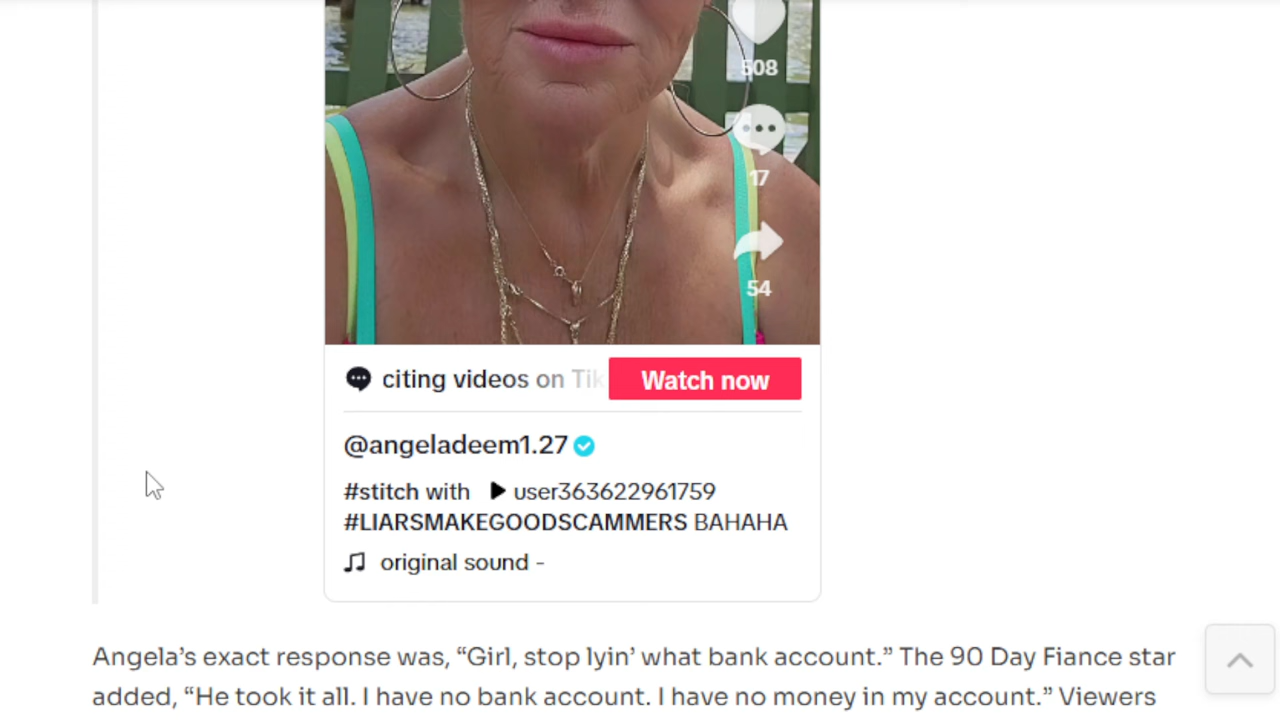 508
17
54
citing videos on Tik
Watch now
@angeladeem1.27
#stitch with user363622961759
#LIARSMAKEGOODSCAMMERS BAHAHA
original sound -
Angela’s exact response was, “Girl, stop lyin’ what bank account.” The 90 Day Fiance star
added, “He took it all. I have no bank account. I have no money in my account.” Viewers